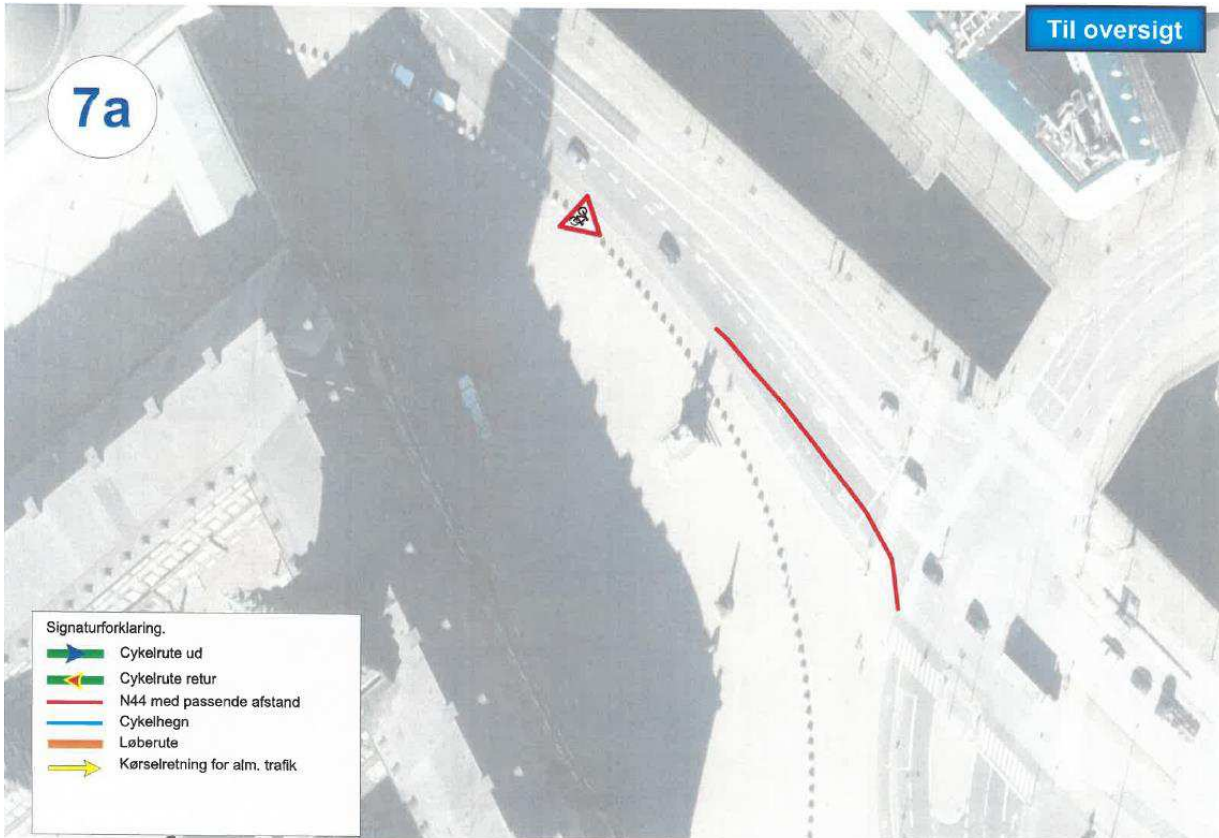 Til oversigt
7a
Signaturforklaring.
Cykelrute ud
Cykelrute retur
N44 med passende afstand
Cykelhegn
Løberute
Kørselretning for alm. trafik